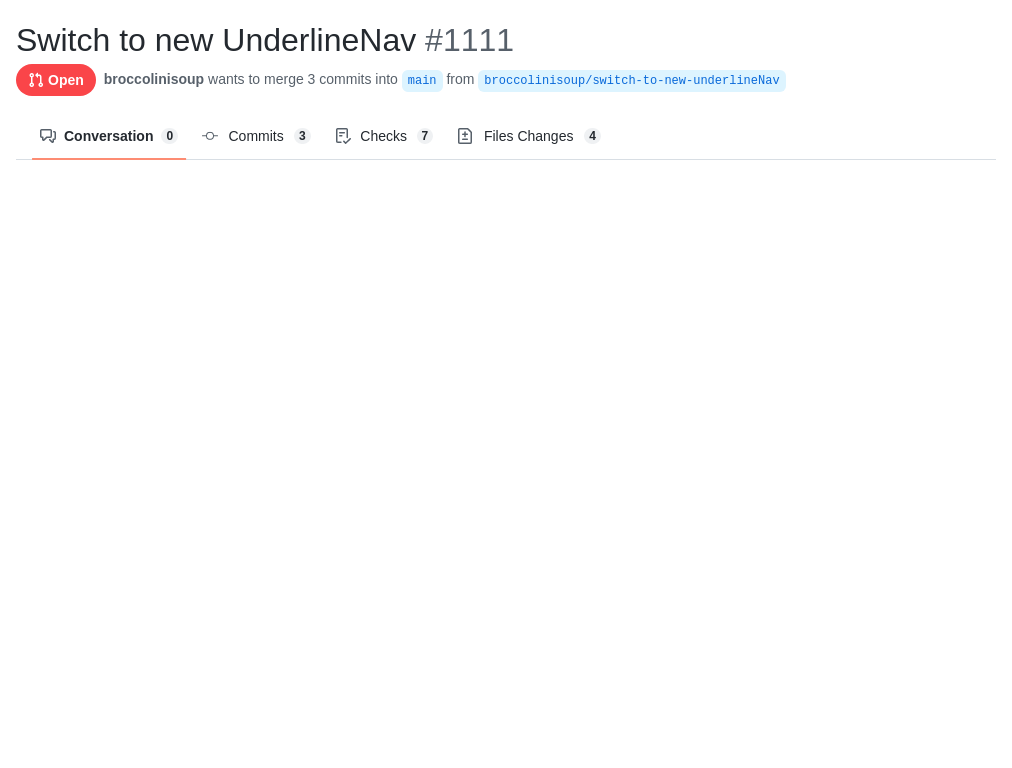 Switch to new UnderlineNav #1111
Open broccolinisoup wants to merge 3 commits into main from broccolinisoup/switch-to-new-underlineNav
Conversation 0 Commits 3 Checks 7 Files Changes 4